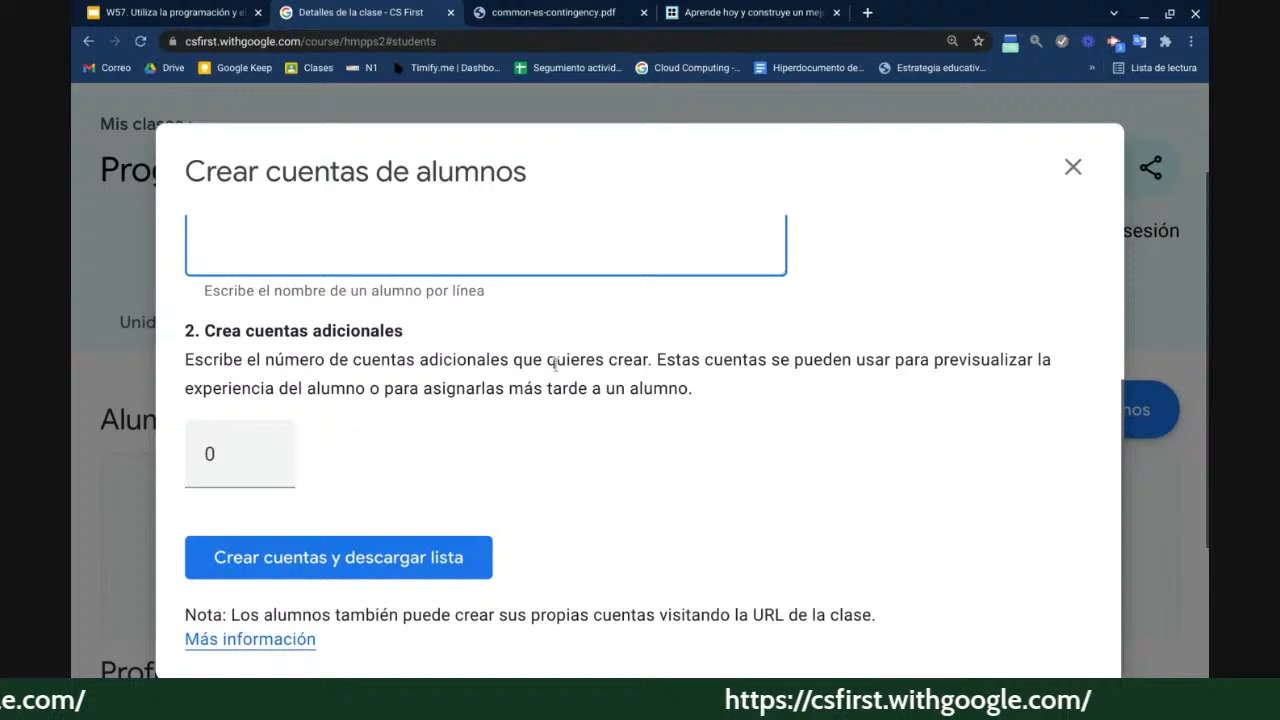 W57. Utiliza la programación y e
Detalles de la clase - CS First
common-es-contingency.pdf
Aprende hoy y construye un mej
csfirst.withgoogle.com/course/hmpps2#students
Correo
Drive
Google Keep
Clases
N1
Timify.me | Dashbo...
Seguimiento activid...
Cloud Computing -...
Hiperdocumento de...
Estrategia educativ...
»
Lista de lectura
Mis clases
Prog
sesión
Unid
Alun
nos
Prof
Crear cuentas de alumnos
Escribe el nombre de un alumno por línea
2. Crea cuentas adicionales
Escribe el número de cuentas adicionales que quieres crear. Estas cuentas se pueden usar para previsualizar la
experiencia del alumno o para asignarlas más tarde a un alumno.
0
Crear cuentas y descargar lista
Nota: Los alumnos también puede crear sus propias cuentas visitando la URL de la clase.
Más información
e.com/
https://csfirst.withgoogle.com/